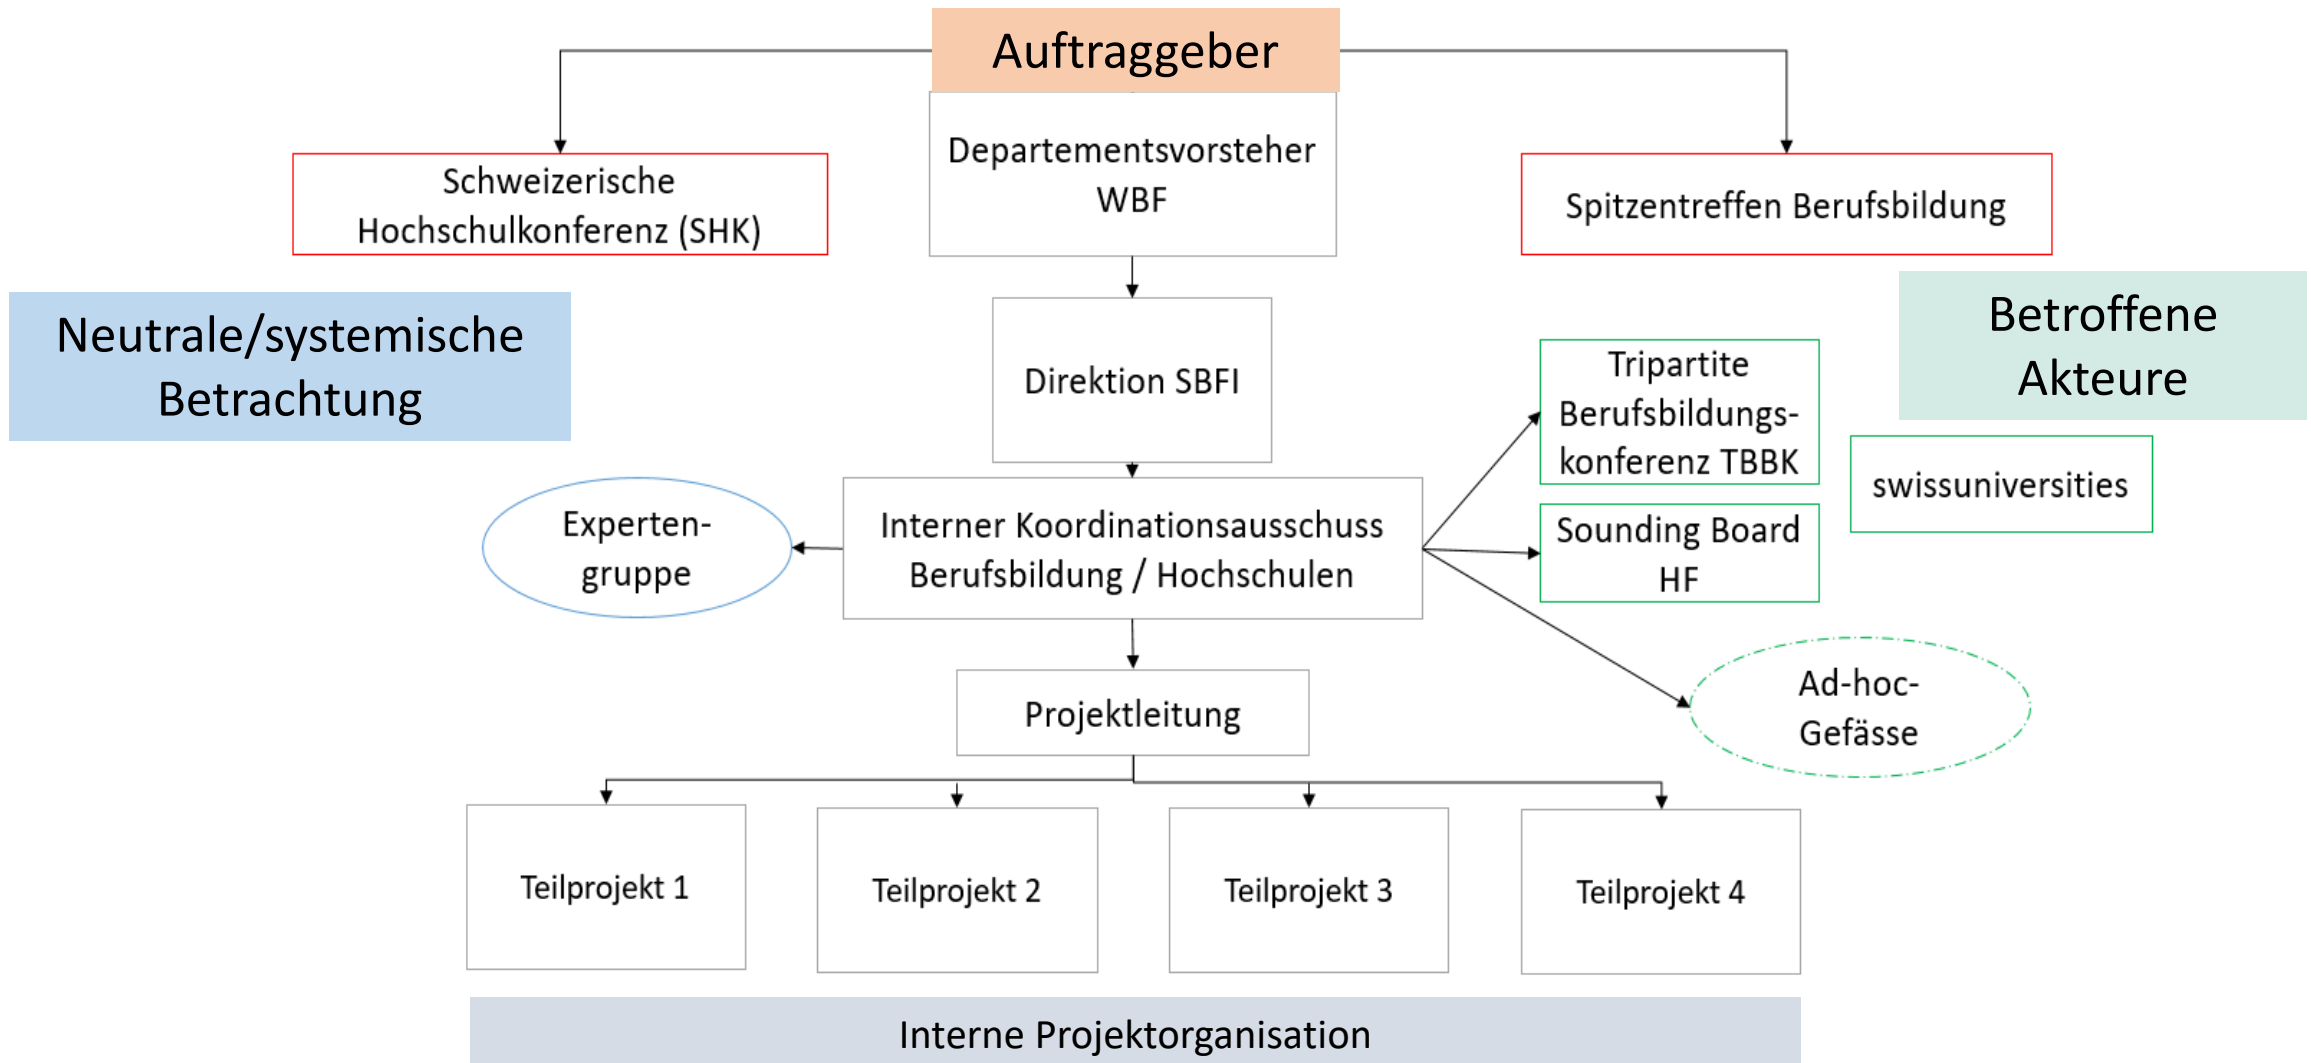 Auftraggeber
Departementsvorsteher
WBF
Schweizerische
Hochschulkonferenz (SHK)
Spitzentreffen Berufsbildung
Neutrale/systemische
Betrachtung
Betroffene
Akteure
Direktion SBFI
Tripartite
Berufsbildungs-
konferenz TBBK
swissuniversities
Experten-
gruppe
Interner Koordinationsausschuss
Berufsbildung / Hochschulen
Sounding Board
HF
Ad-hoc-
Gefässe
Projektleitung
Teilprojekt 1
Teilprojekt 2
Teilprojekt 3
Teilprojekt 4
Interne Projektorganisation